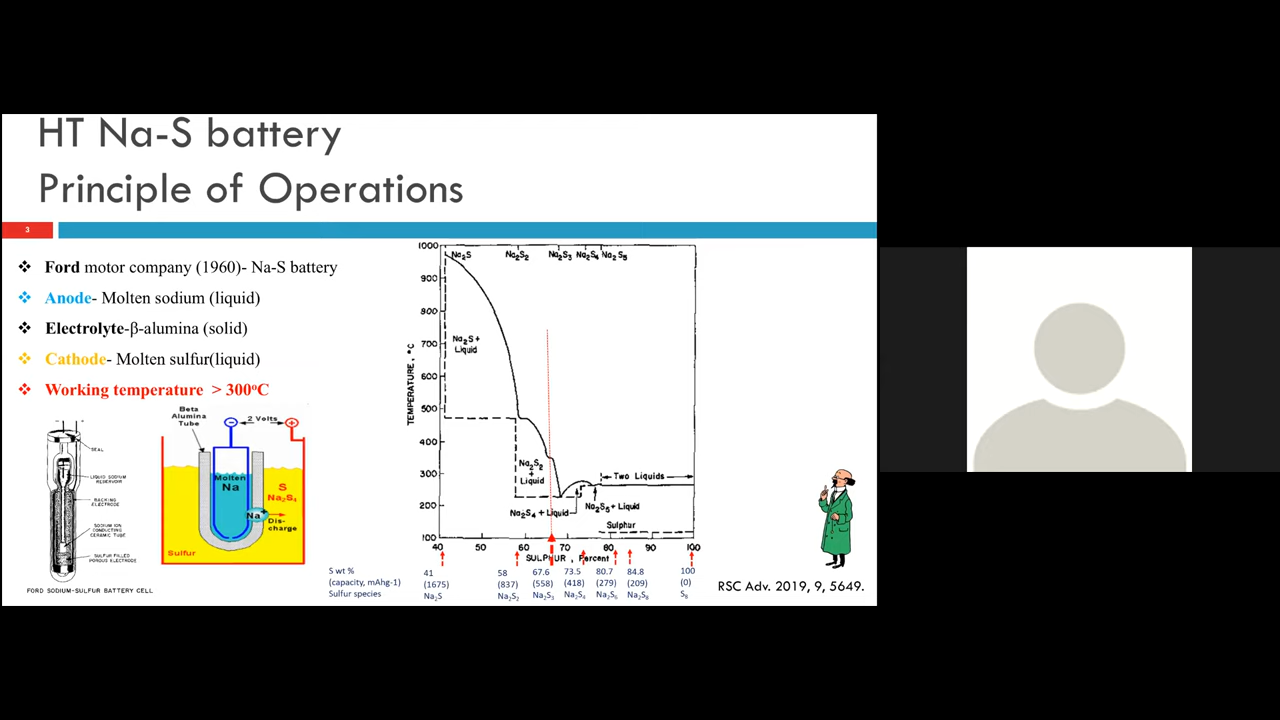 HT Na-S battery
Principle of Operations
3
❖ Ford motor company (1960)- Na-S battery
❖ Anode- Molten sodium (liquid)
❖ Electrolyte-β-alumina (solid)
❖ Cathode- Molten sulfur(liquid)
❖ Working temperature > 300°C
SEAL
LIQUID SODIUM
RESERVOIR
RACKING
ELECTRODE
SODIUM ION
CONDUCTING
CERAMIC TUBE
SULFUR FILLED
POROUS ELECTRODE
FORD SODIUM-SULFUR BATTERY CELL
Beta
Alumina
Tube
2 Volts
Molten
Na
S
Na₂S₄
Na⁺
Dis-
charge
Sulfur
TEMPERATURE, °C
1000
900
800
700
600
500
400
300
200
100
Na₂S Na₂S₂ Na₂S₃ Na₂S₄ Na₂S₅
Na₂S+
Liquid
Na₂S₂
+
Liquid
Two Liquids
Na₂S₄+Liquid
Na₂S₅+ Liquid
Sulphur
40 50 60 70 80 90 100
SULPHUR, Percent
S wt % 41 58 67.6 73.5 80.7 84.8 100
(capacity, mAhg-1) (1675) (837) (558) (418) (279) (209) (0)
Sulfur species Na₂S Na₂S₂ Na₂S₃ Na₂S₄ Na₂S₆ Na₂S₈ S₈
RSC Adv. 2019, 9, 5649.